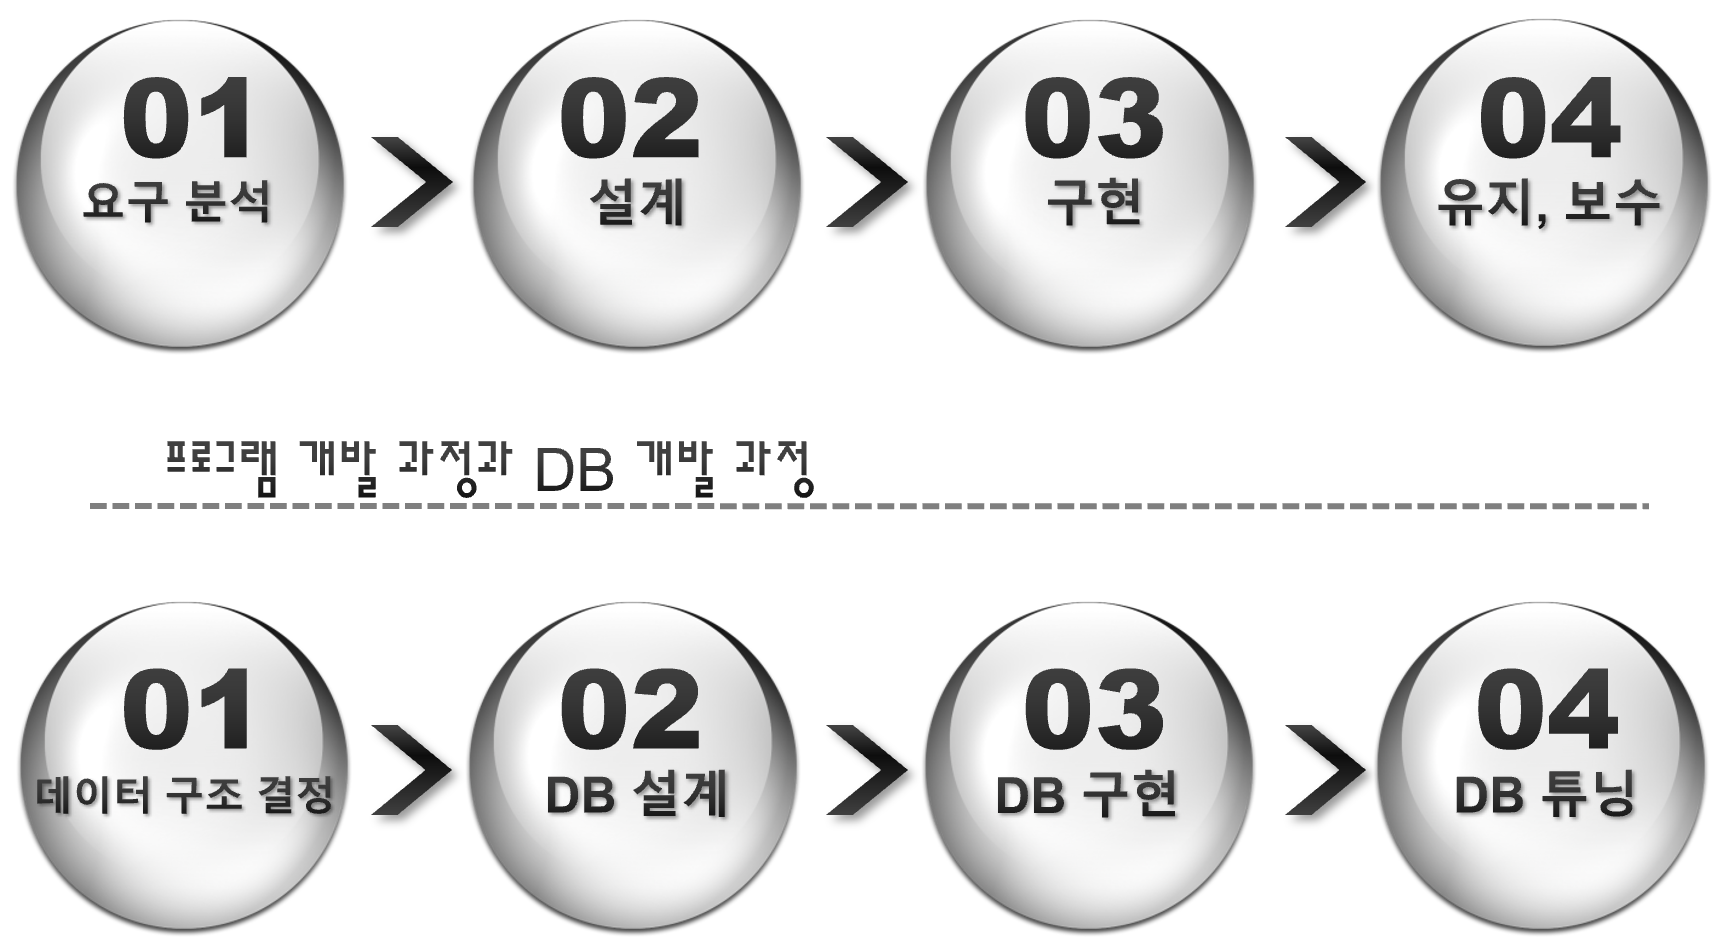 01
요구 분석
02
설계
03
구현
04
유지, 보수
프로그램 개발 과정과 DB 개발 과정
01
데이터 구조 결정
02
DB 설계
03
DB 구현
04
DB 튜닝